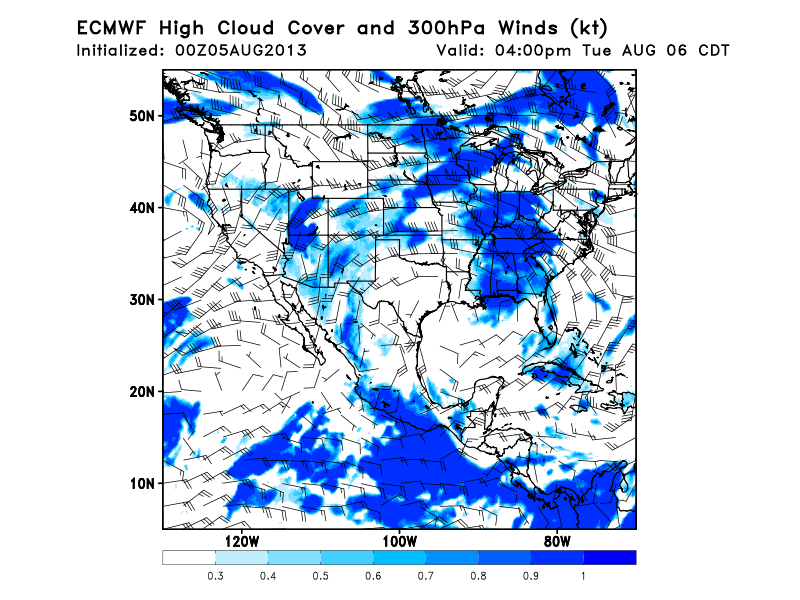 ECMWF High Cloud Cover and 300hPa Winds (kt)
Initialized: 00Z05AUG2013 Valid: 04:00pm Tue AUG 06 CDT
50N
40N
30N
20N
10N
120W 100W 80W
0.3 0.4 0.5 0.6 0.7 0.8 0.9 1